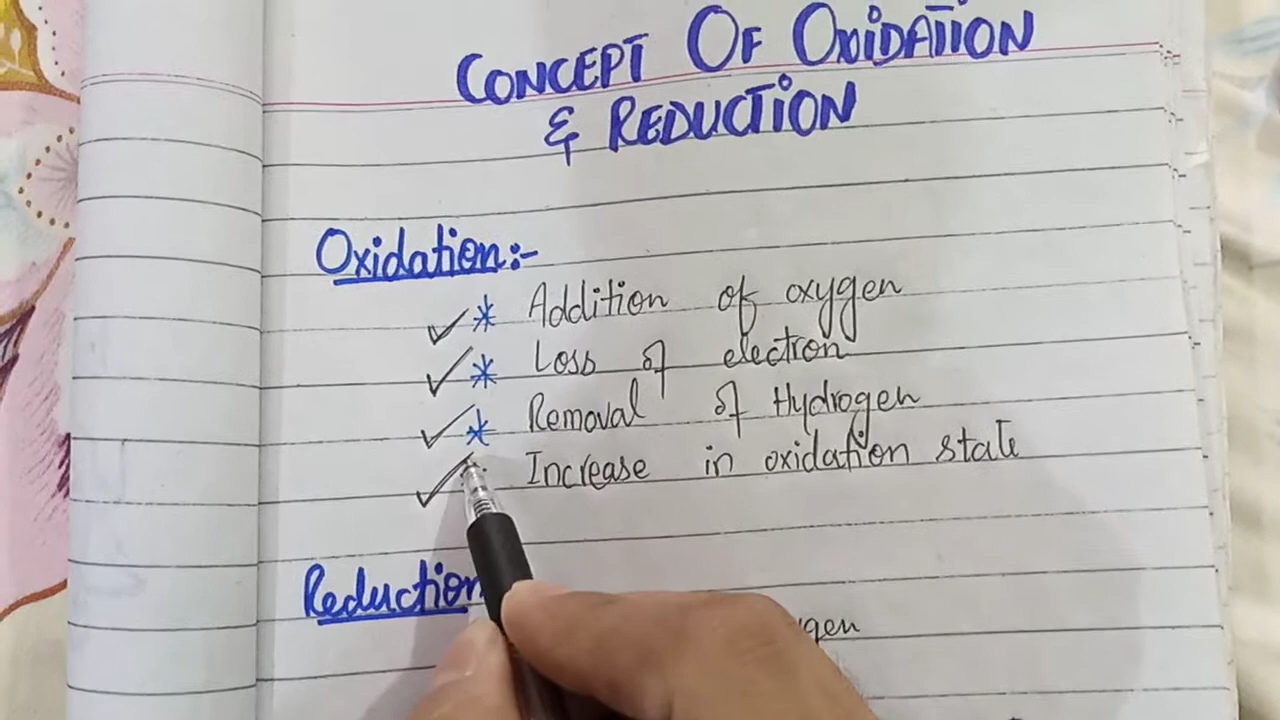 CONCEPT OF OXIDATION
& REDUCTION
Oxidation:-
* Addition of oxygen
* Loss of electron
* Removal of Hydrogen
Increase in oxidation state
Reduction